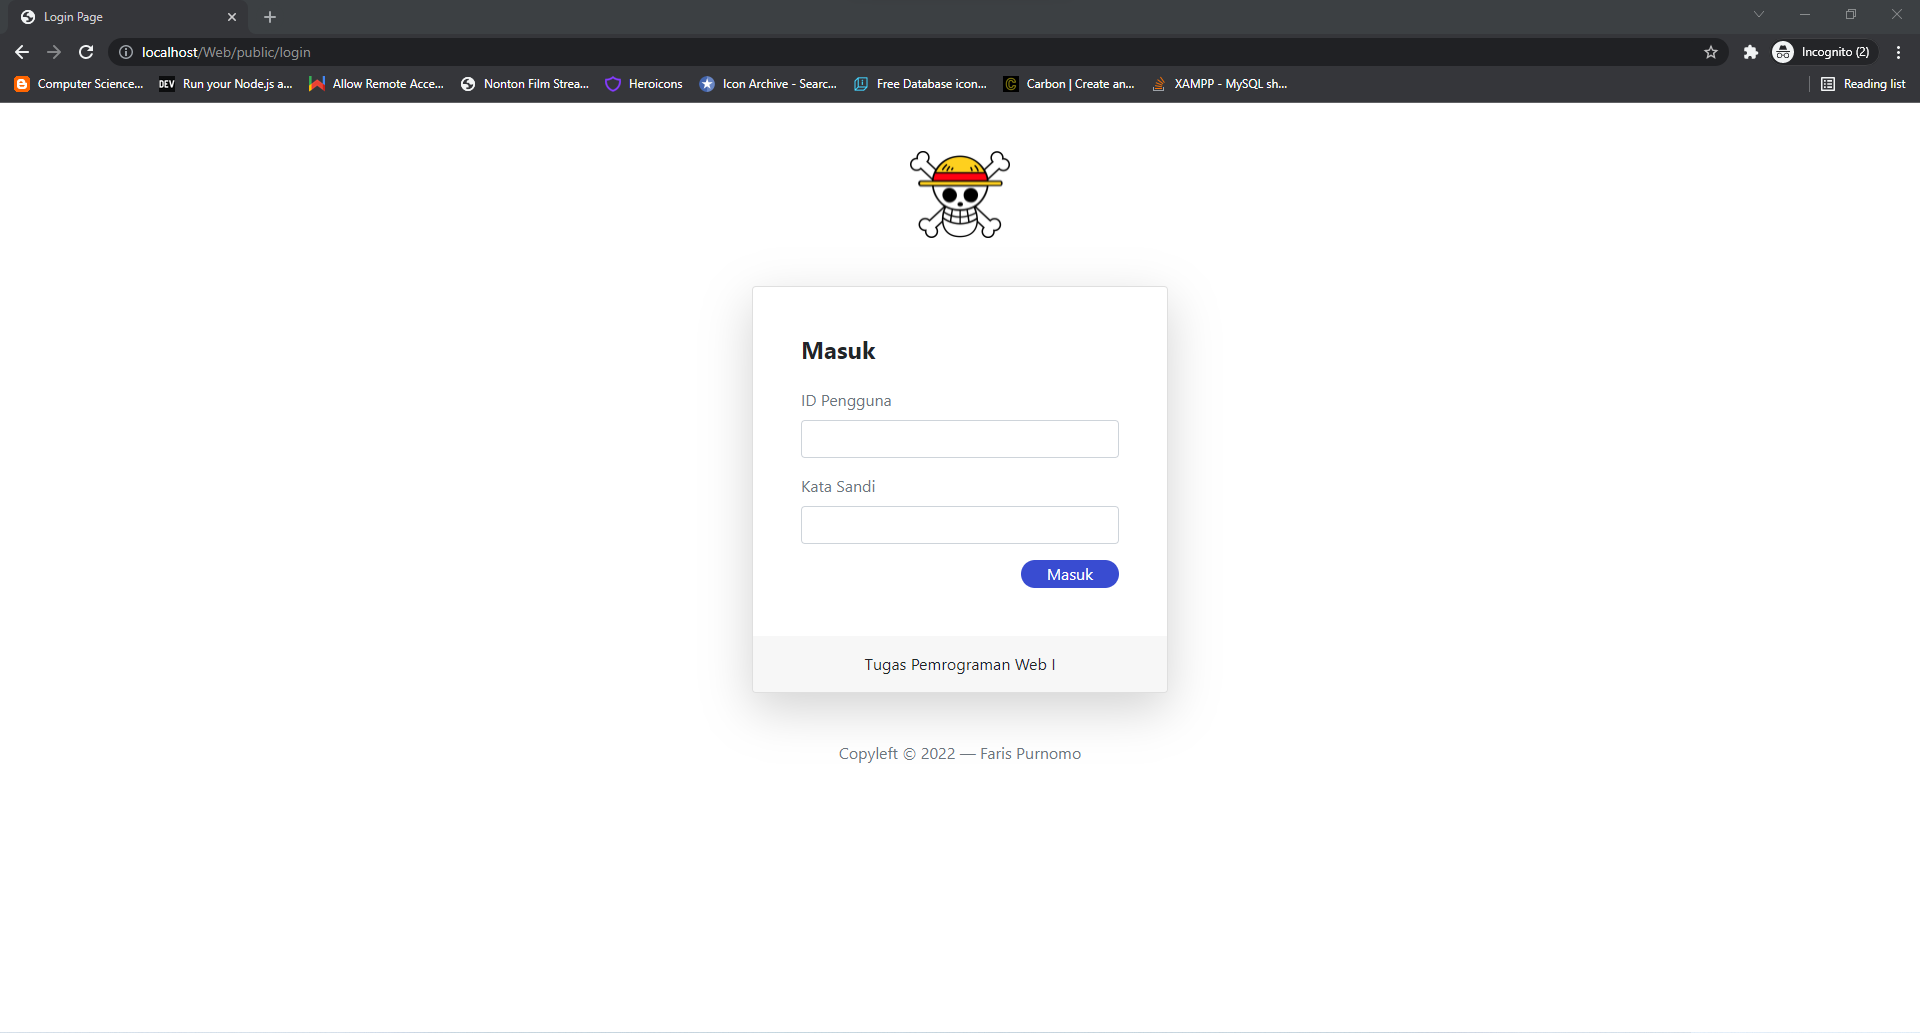 Login Page
localhost/Web/public/login
Incognito (2)
Computer Science...
DEV Run your Node.js a...
Allow Remote Acce...
Nonton Film Strea...
Heroicons
Icon Archive - Searc...
Free Database icon...
Carbon | Create an...
XAMPP - MySQL sh...
Reading list
Masuk
ID Pengguna
Kata Sandi
Masuk
Tugas Pemrograman Web I
Copyleft © 2022 — Faris Purnomo